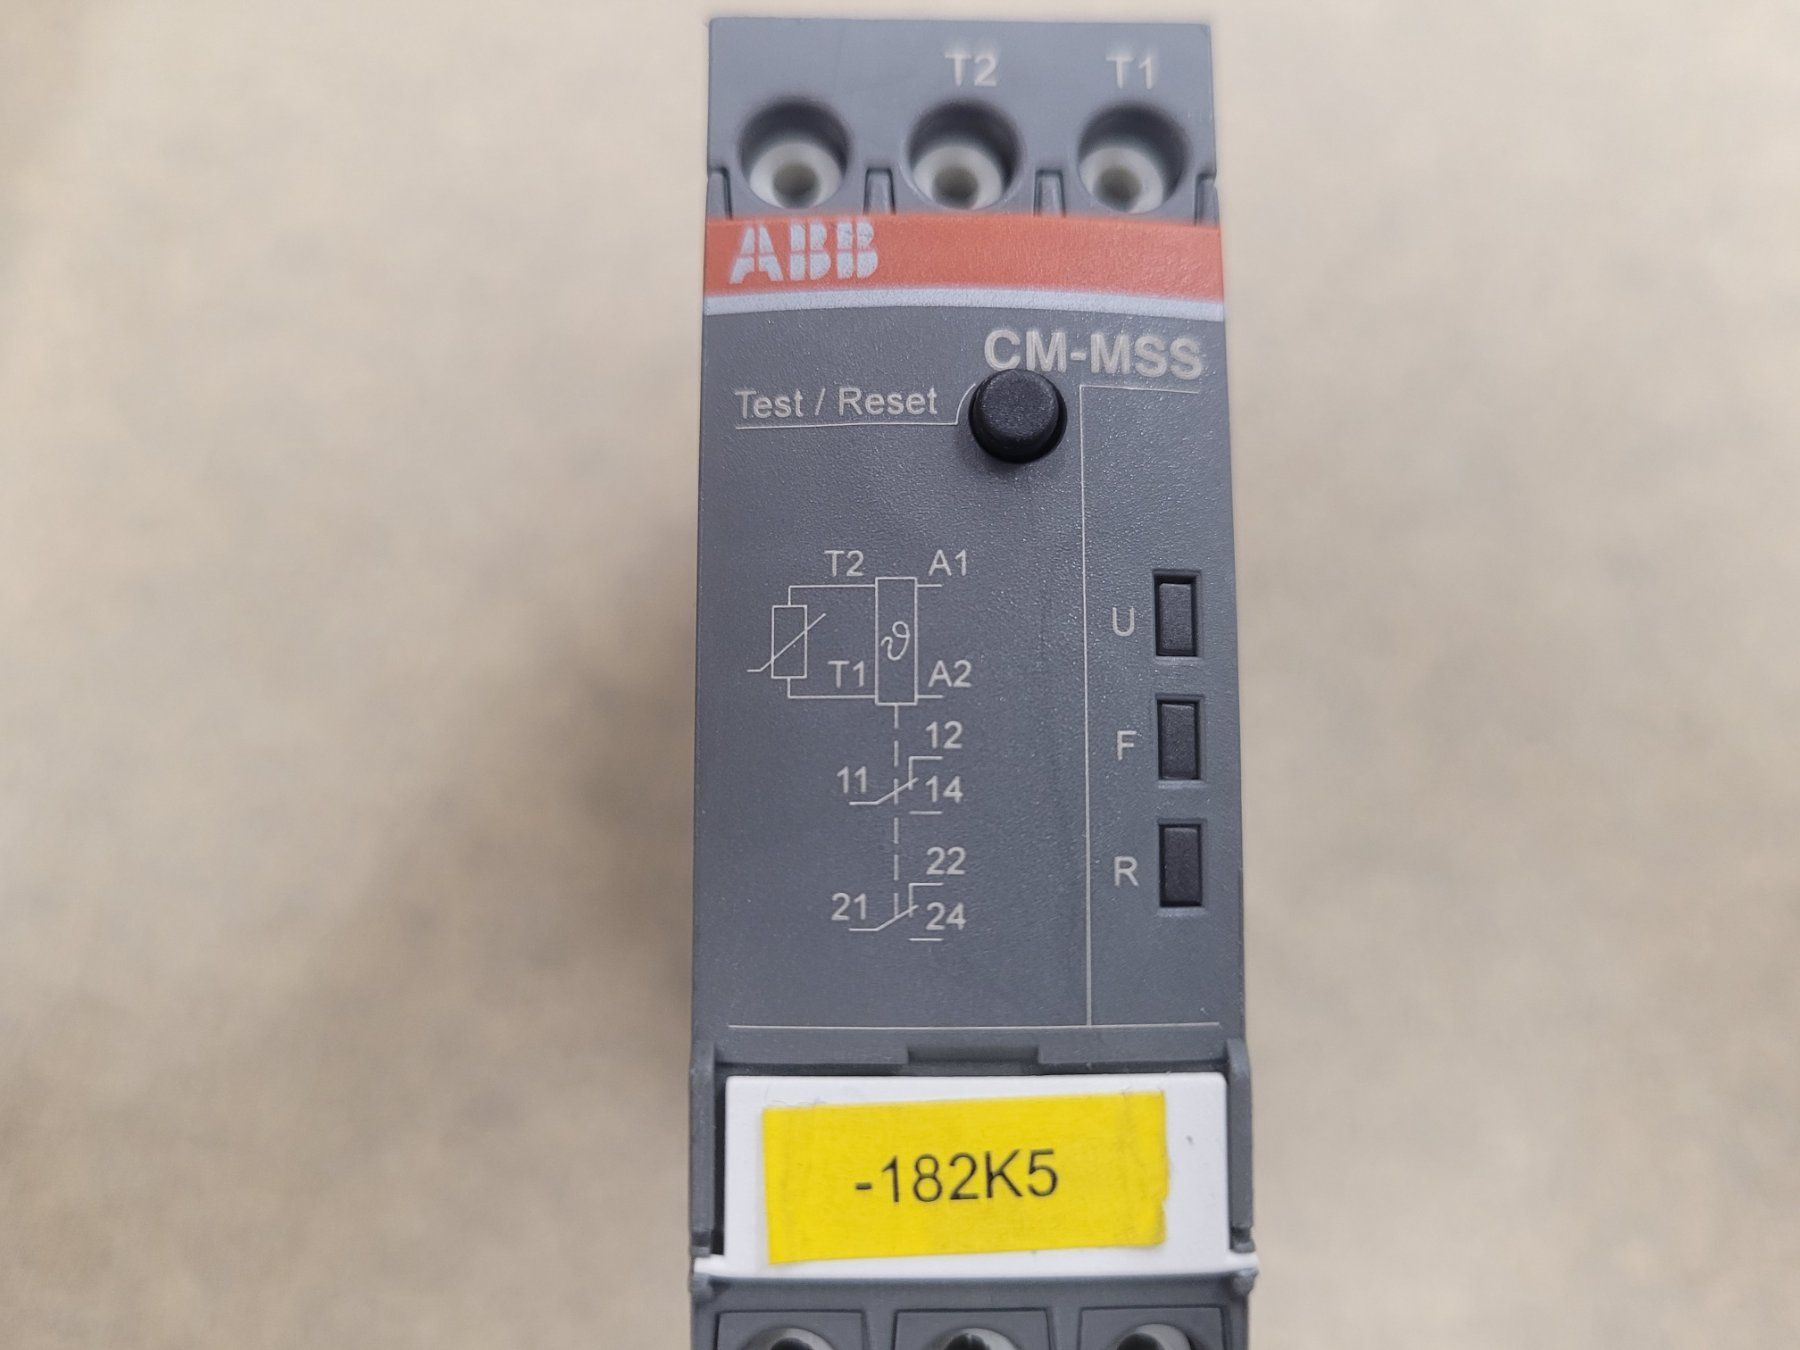 T2 T1
ABB
CM-MSS
Test / Reset
T2 A1
U
ϑ
T1 A2
12
F
11
14
22
R
21
24
-182K5